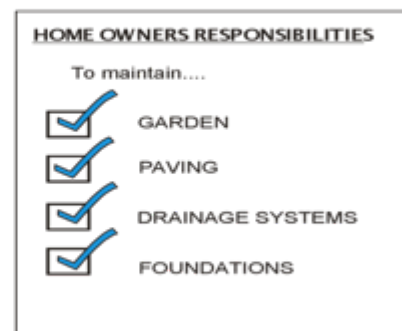 HOME OWNERS RESPONSIBILITIES
To maintain....
GARDEN
PAVING
DRAINAGE SYSTEMS
FOUNDATIONS